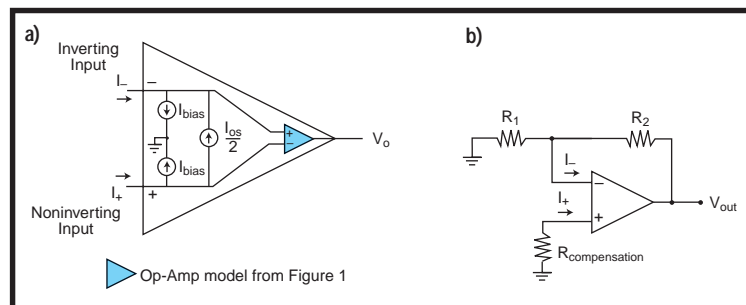 a)
Inverting
Input
I–
–
Ibias
Ibias
Ios
2
+
–
Vo
I+
+
Noninverting
Input
Op-Amp model from Figure 1
b)
R1
R2
I–
–
I+
+
Vout
Rcompensation